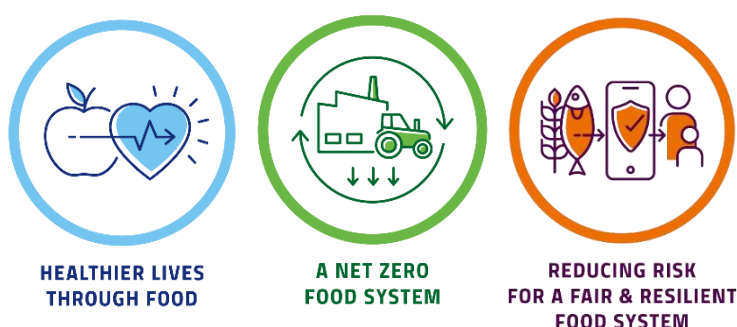 HEALTHIER LIVES
THROUGH FOOD
A NET ZERO
FOOD SYSTEM
REDUCING RISK
FOR A FAIR & RESILIENT
FOOD SYSTEM